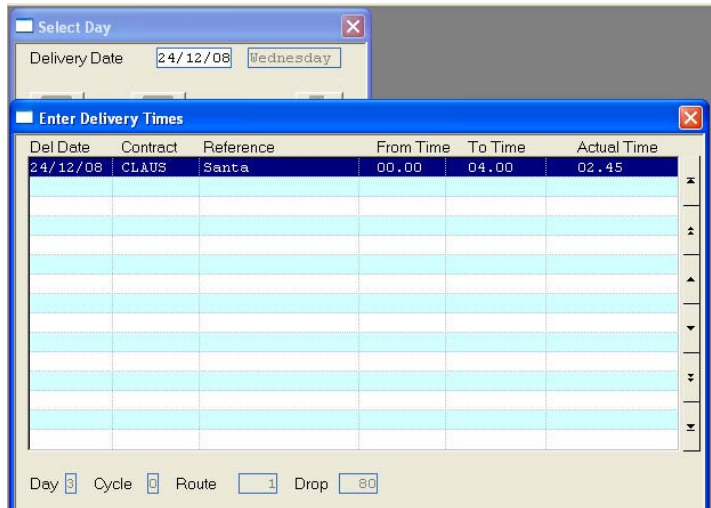 Select Day
Delivery Date 24/12/08 Wednesday
Enter Delivery Times
Del Date Contract Reference From Time To Time Actual Time
24/12/08 CLAUS Santa 00.00 04.00 02.45
Day 3 Cycle 0 Route 1 Drop 80